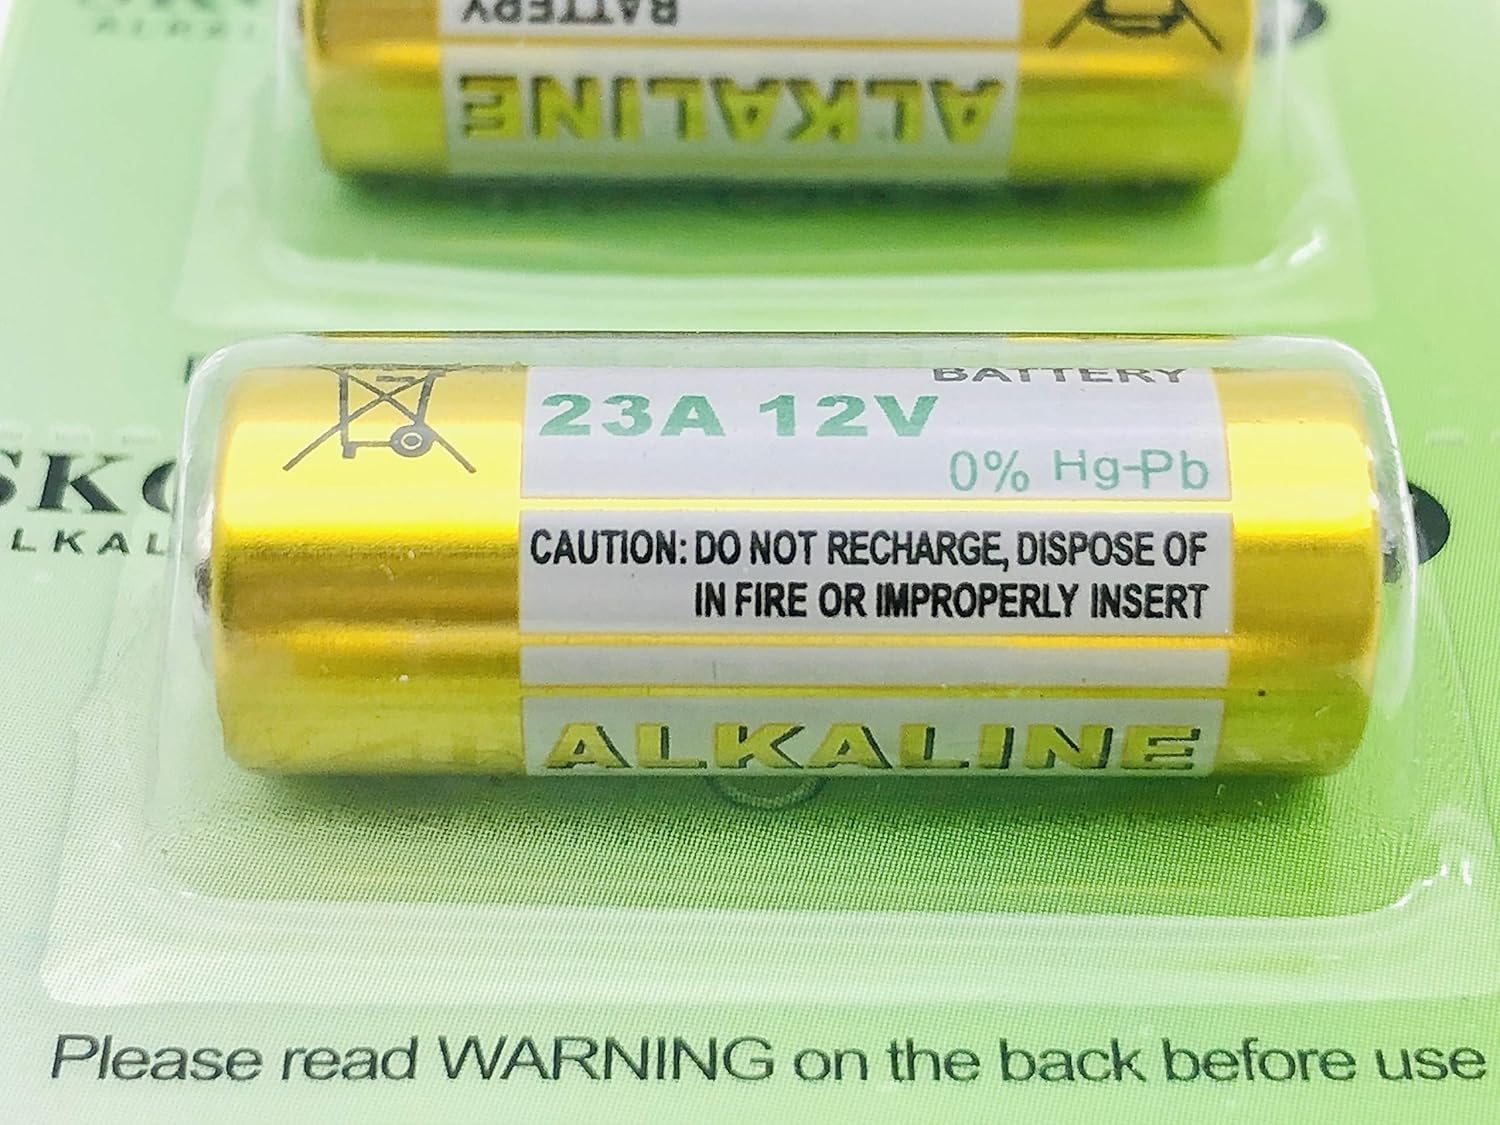 BATTERY
ALKALINE
BATTERY
23A 12V
0% Hg-Pb
CAUTION: DO NOT RECHARGE, DISPOSE OF
IN FIRE OR IMPROPERLY INSERT
ALKALINE
Please read WARNING on the back before use